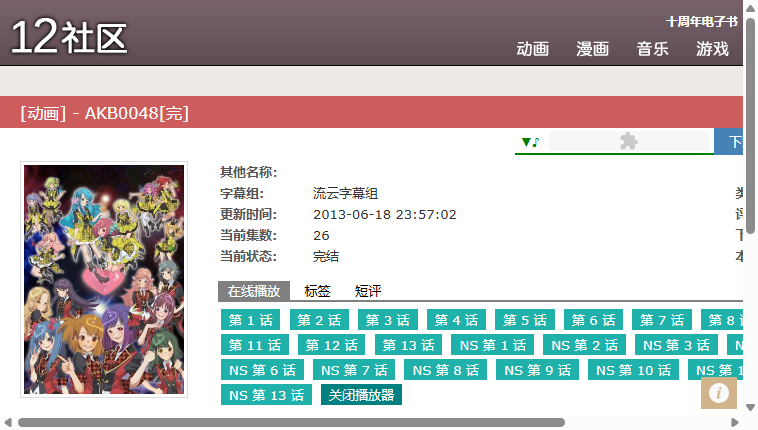 十周年电子书
12社区
动画 漫画 音乐 游戏
[动画] - AKB0048[完]
▼♪
其他名称:
字幕组: 流云字幕组
更新时间: 2013-06-18 23:57:02
当前集数: 26
当前状态: 完结
在线播放 标签 短评
第 1 话 第 2 话 第 3 话 第 4 话 第 5 话 第 6 话 第 7 话 第 8
第 11 话 第 12 话 第 13 话 NS 第 1 话 NS 第 2 话 NS 第 3 话
NS 第 6 话 NS 第 7 话 NS 第 8 话 NS 第 9 话 NS 第 10 话 NS 第
NS 第 13 话 关闭播放器